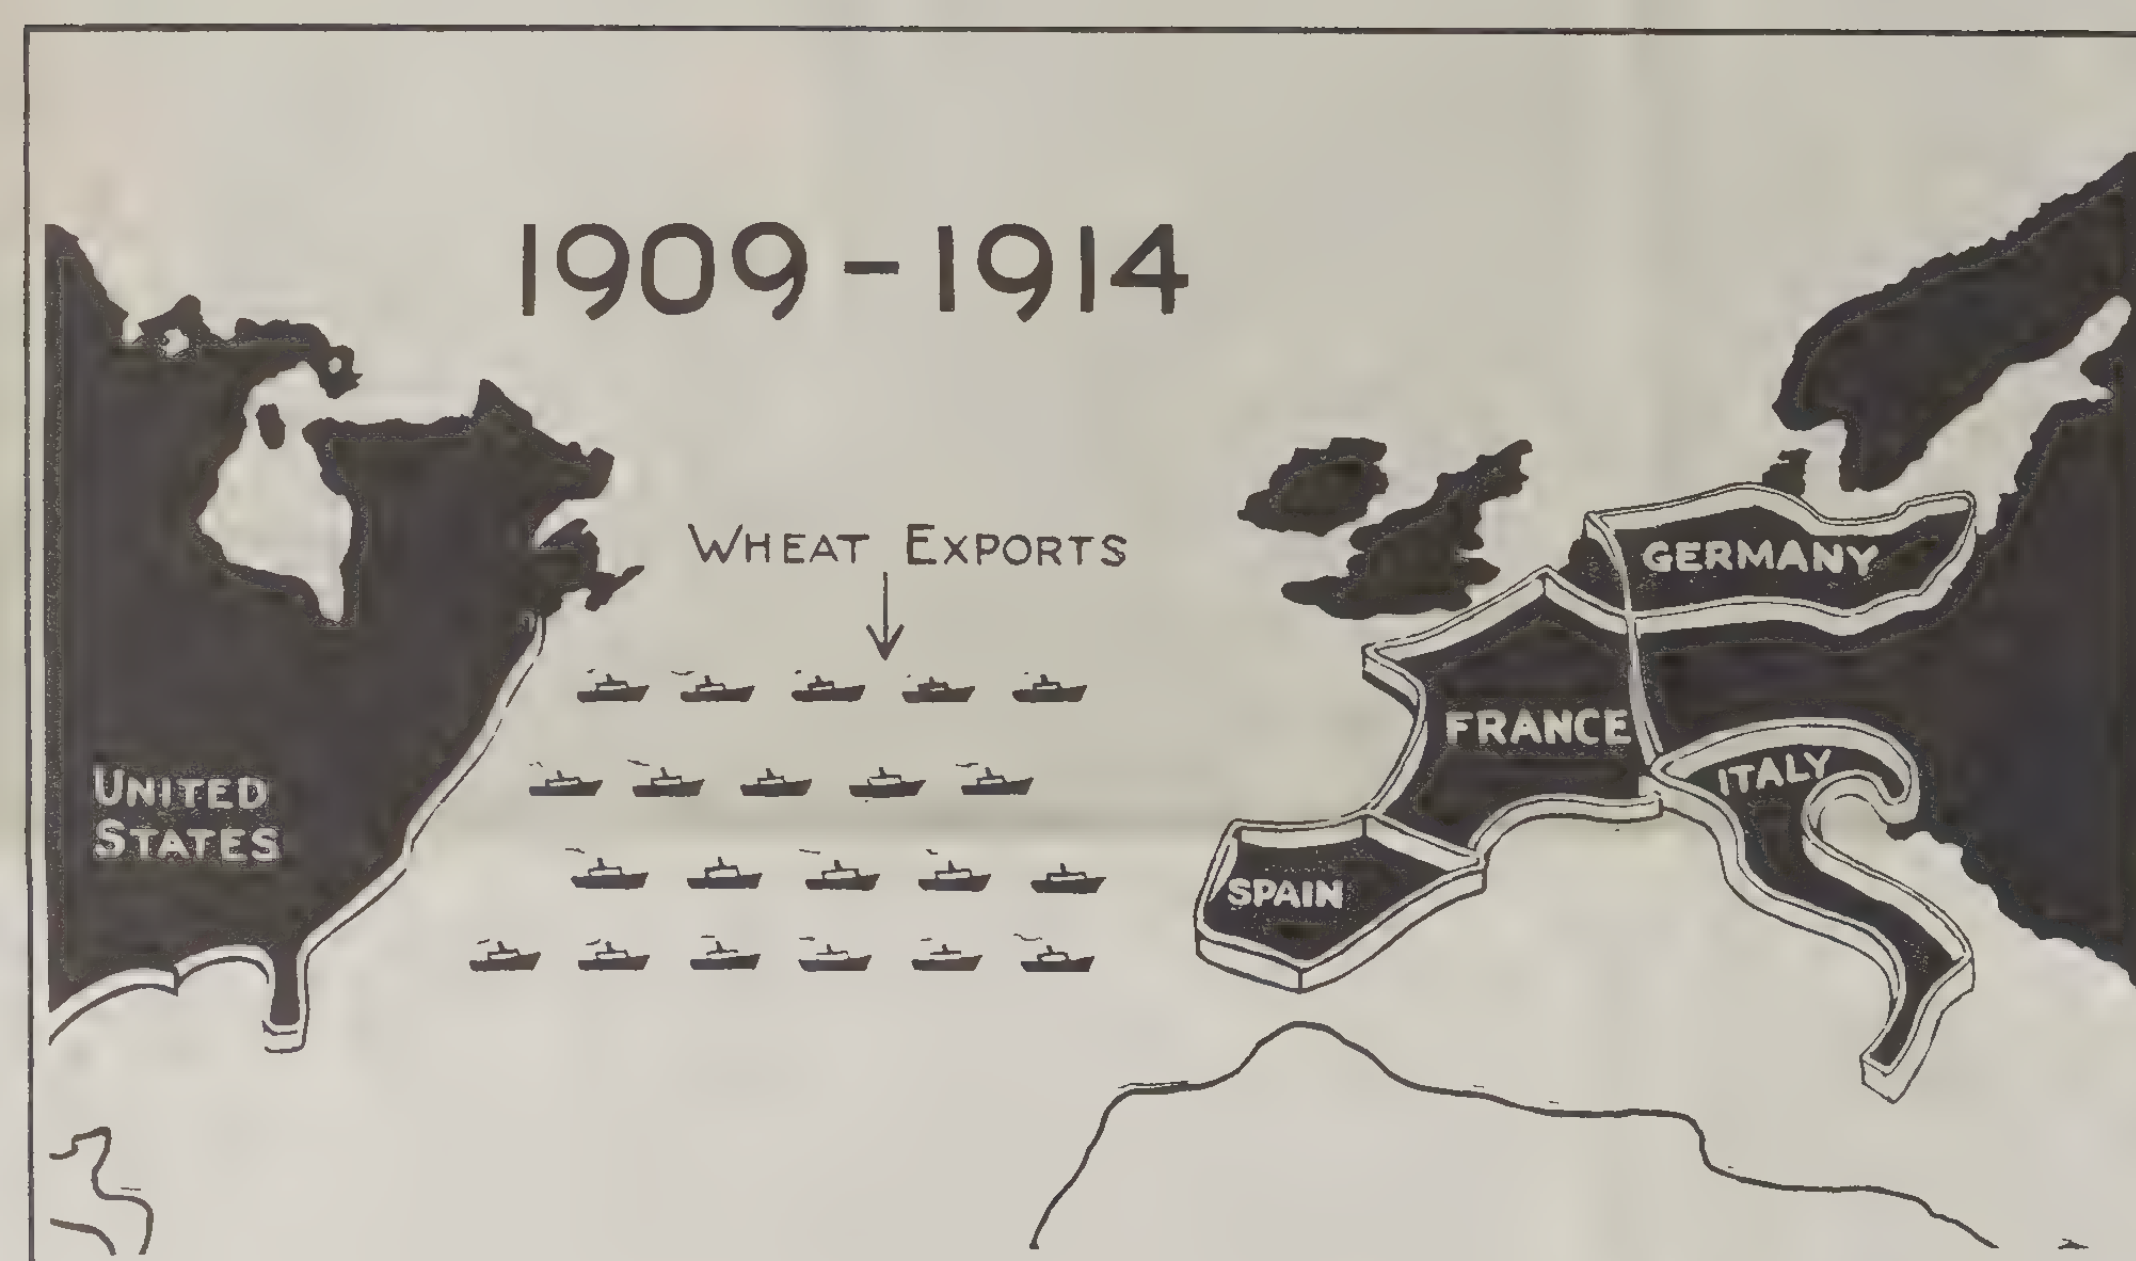 1909-1914
WHEAT EXPORTS
GERMANY
FRANCE
ITALY
UNITED
STATES
SPAIN